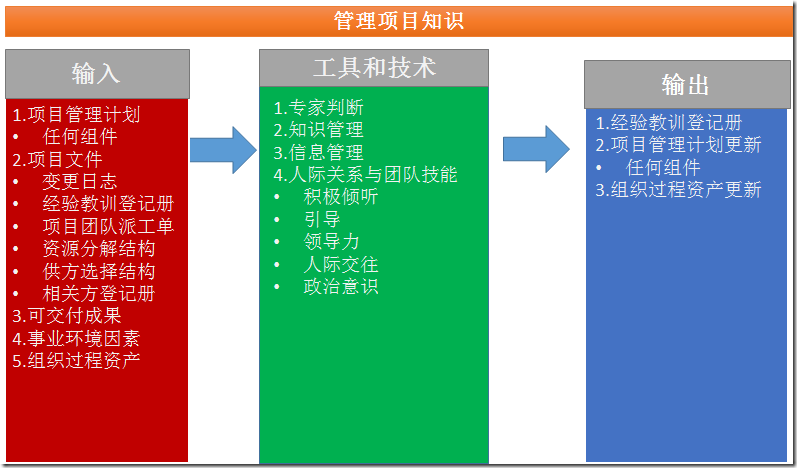 管理项目知识
输入
1.项目管理计划
• 任何组件
2.项目文件
• 变更日志
• 经验教训登记册
• 项目团队派工单
• 资源分解结构
• 供方选择结构
• 相关方登记册
3.可交付成果
4.事业环境因素
5.组织过程资产
工具和技术
1.专家判断
2.知识管理
3.信息管理
4.人际关系与团队技能
• 积极倾听
• 引导
• 领导力
• 人际交往
• 政治意识
输出
1.经验教训登记册
2.项目管理计划更新
• 任何组件
3.组织过程资产更新